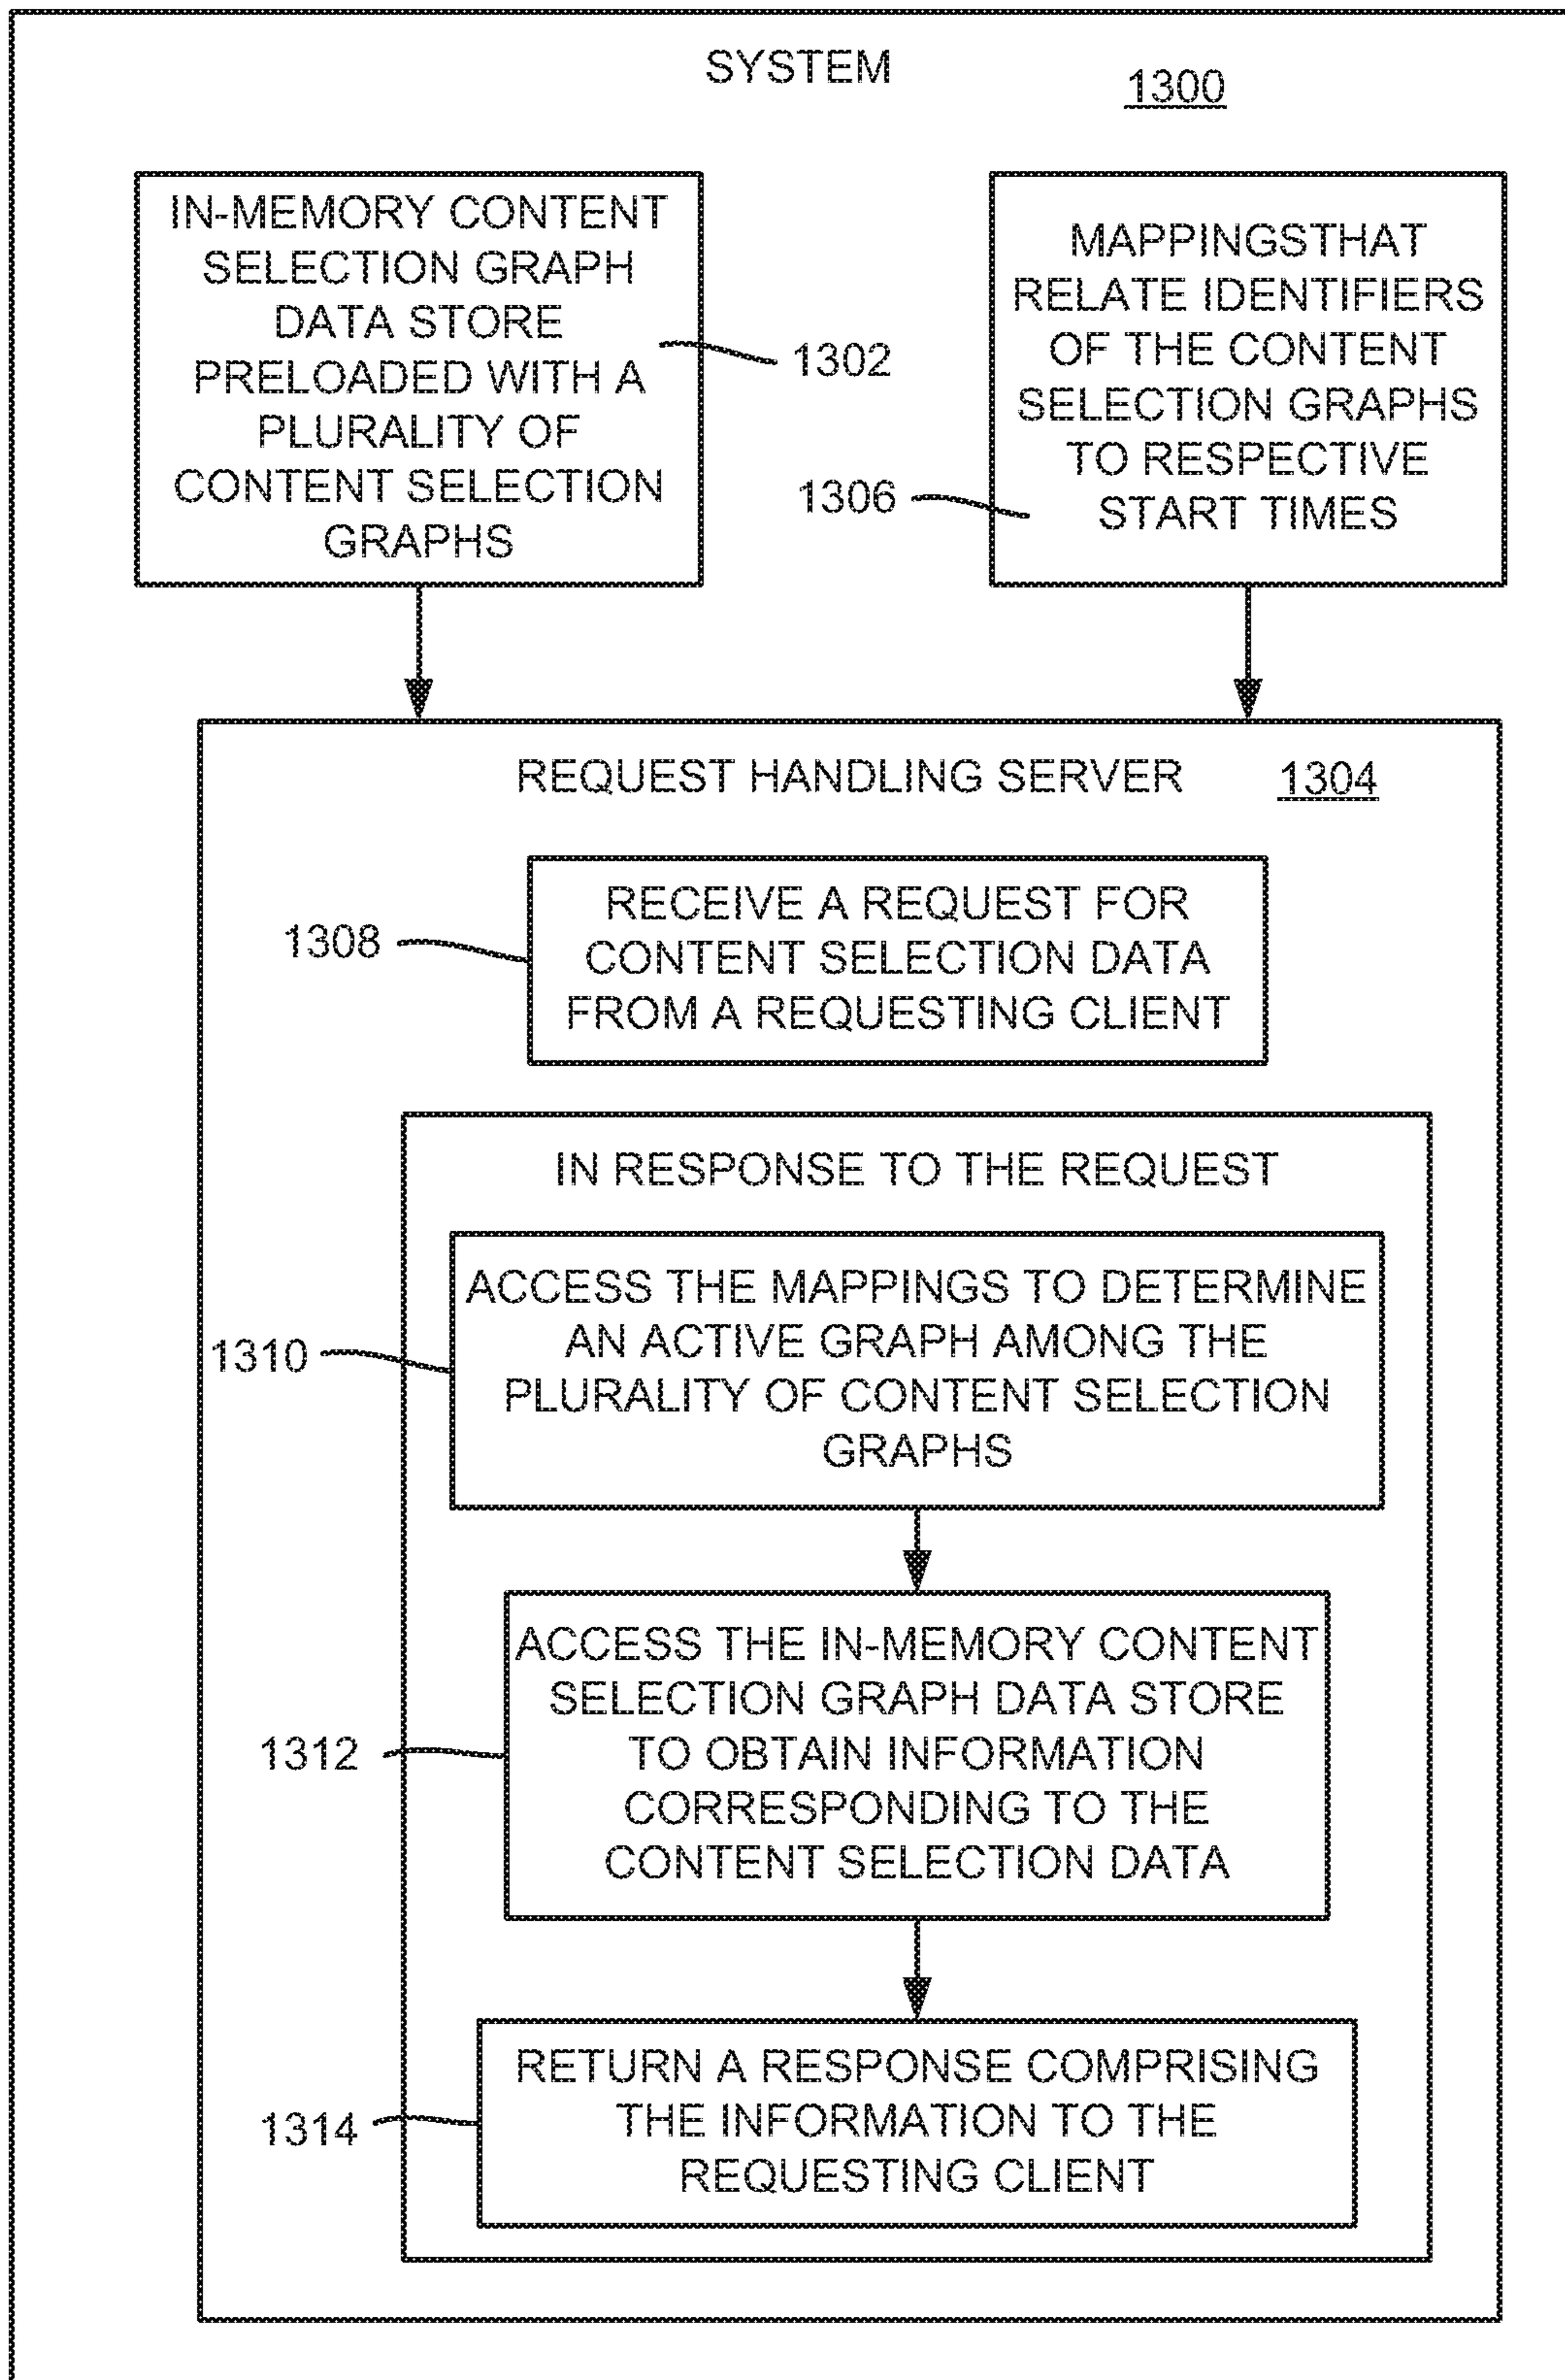 SYSTEM
1300
IN-MEMORY CONTENT
SELECTION GRAPH
DATA STORE
PRELOADED WITH A
PLURALITY OF
CONTENT SELECTION
GRAPHS
1302
MAPPINGSTHAT
RELATE IDENTIFIERS
OF THE CONTENT
SELECTION GRAPHS
TO RESPECTIVE
START TIMES
1306
REQUEST HANDLING SERVER
1304
RECEIVE A REQUEST FOR
CONTENT SELECTION DATA
FROM A REQUESTING CLIENT
1308
IN RESPONSE TO THE REQUEST
ACCESS THE MAPPINGS TO DETERMINE
AN ACTIVE GRAPH AMONG THE
PLURALITY OF CONTENT SELECTION
GRAPHS
1310
ACCESS THE IN-MEMORY CONTENT
SELECTION GRAPH DATA STORE
TO OBTAIN INFORMATION
CORRESPONDING TO THE
CONTENT SELECTION DATA
1312
RETURN A RESPONSE COMPRISING
THE INFORMATION TO THE
REQUESTING CLIENT
1314